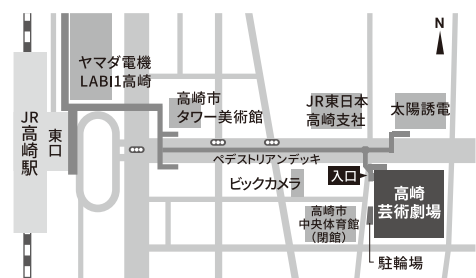 N
ヤマダ電機
LABI1高崎
高崎市
タワー美術館
JR東日本
高崎支社
太陽誘電
JR高崎駅
東口
ペデストリアンデッキ
入口
ビックカメラ
高崎
芸術劇場
高崎市
中央体育館
（閉館）
駐輪場